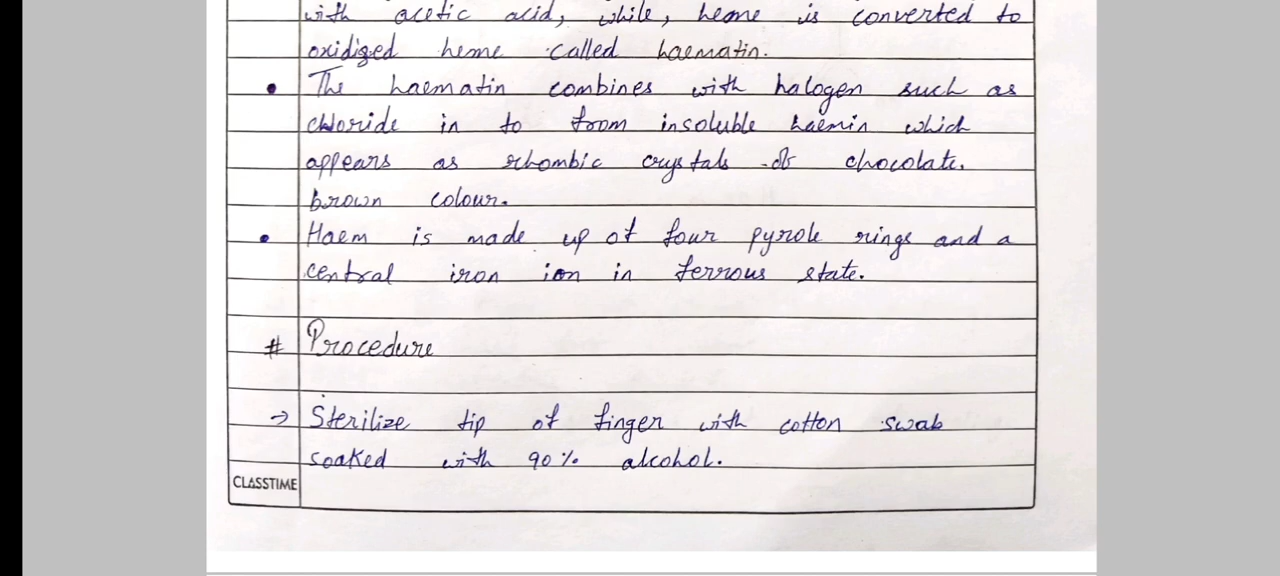 with acetic acid, while, heme is converted to
oxidized heme called haematin.
• The haematin combines with halogen such as
chloride in to from insoluble haemin which
appears as rhombic crystals of chocolate.
brown colour.
• Haem is made up of four pyrole rings and a
central iron ion in ferrous state.
# Procedure
→ Sterilize tip of finger with cotton swab
soaked with 90% alcohol.
CLASSTIME